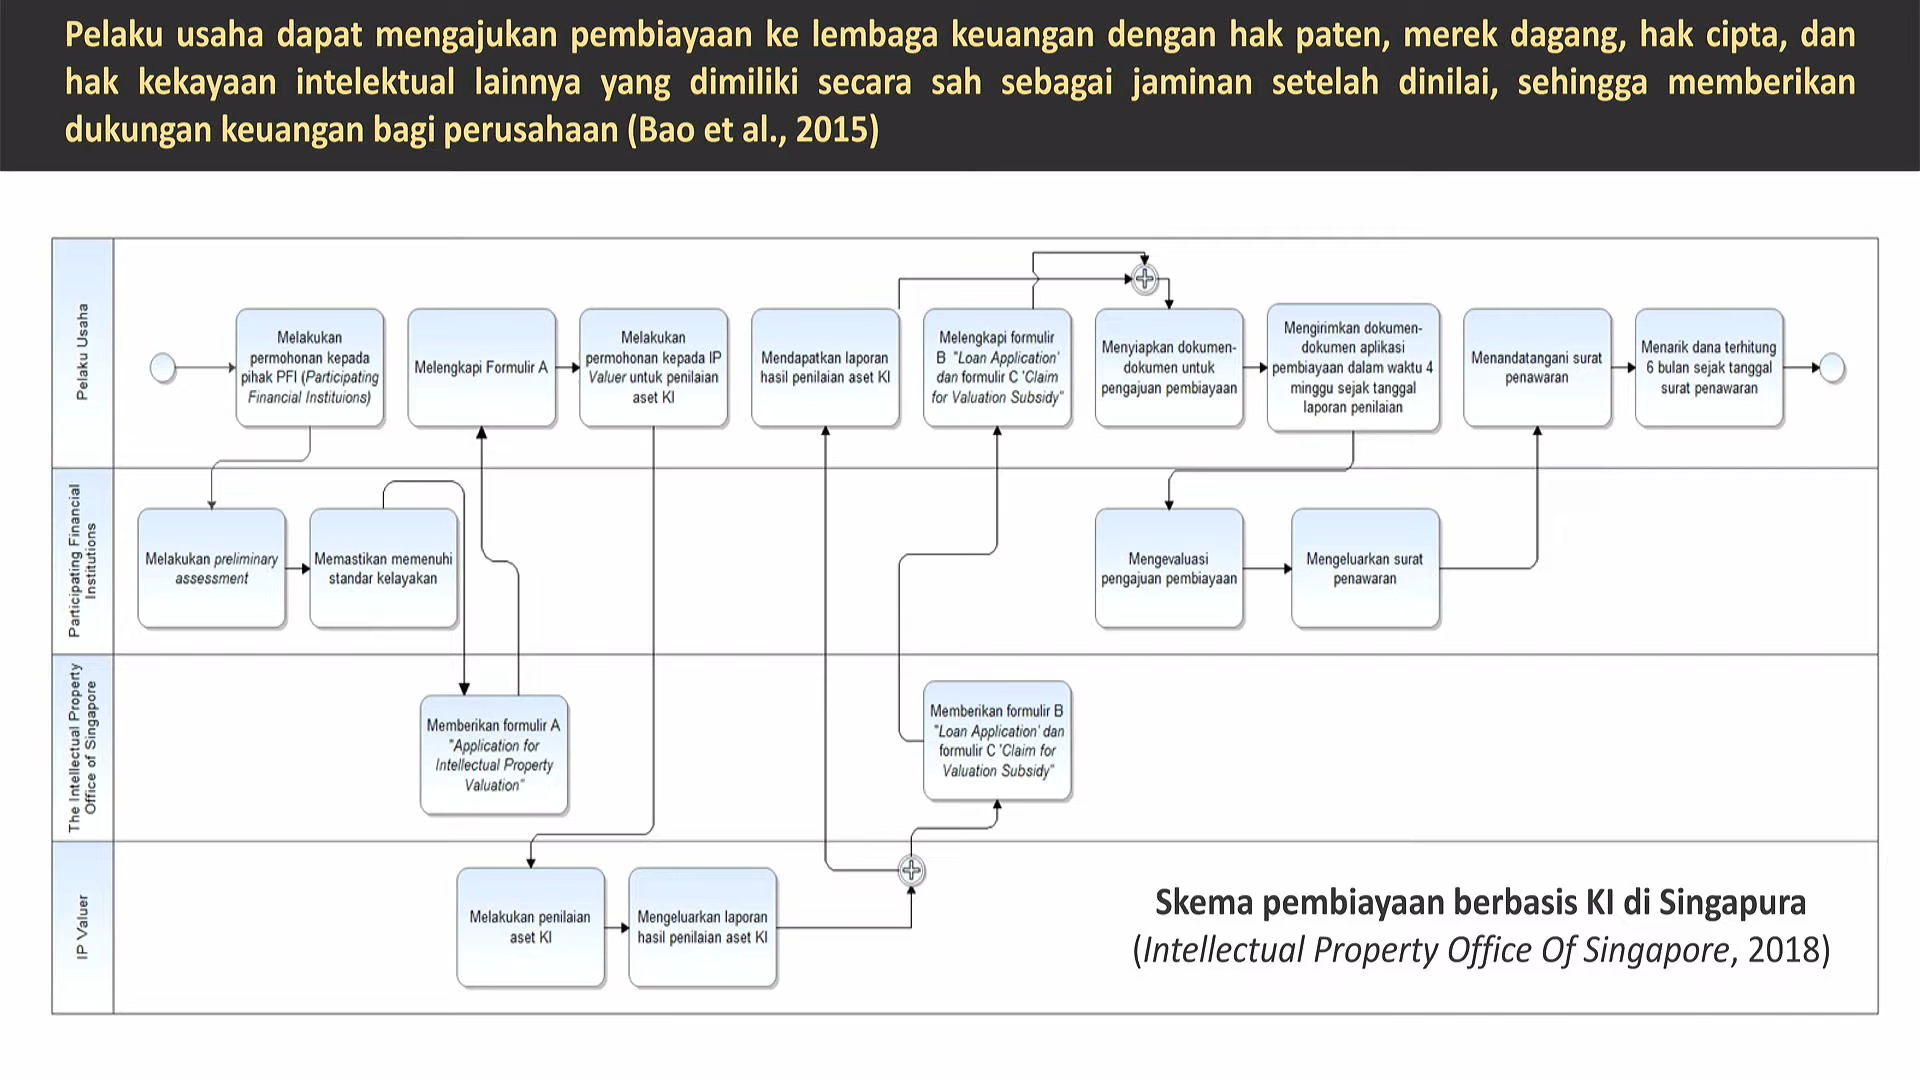 Pelaku usaha dapat mengajukan pembiayaan ke lembaga keuangan dengan hak paten, merek dagang, hak cipta, dan
hak kekayaan intelektual lainnya yang dimiliki secara sah sebagai jaminan setelah dinilai, sehingga memberikan
dukungan keuangan bagi perusahaan (Bao et al., 2015)
Pelaku Usaha
Melakukan
permohonan kepada
pihak PFI (Participating
Financial Instituions)
Melengkapi Formulir A
Melakukan
permohonan kepada IP
Valuer untuk penilaian
aset KI
Mendapatkan laporan
hasil penilaian aset KI
Melengkapi formulir
B "Loan Application'
dan formulir C 'Claim
for Valuation Subsidy"
Menyiapkan dokumen-
dokumen untuk
pengajuan pembiayaan
Mengirimkan dokumen-
dokumen aplikasi
pembiayaan dalam waktu 4
minggu sejak tanggal
laporan penilaian
Menandatangani surat
penawaran
Menarik dana terhitung
6 bulan sejak tanggal
surat penawaran
Participating Financial
Institutions
Melakukan preliminary
assessment
Memastikan memenuhi
standar kelayakan
Mengevaluasi
pengajuan pembiayaan
Mengeluarkan surat
penawaran
The Intellectual Property
Office of Singapore
Memberikan formulir A
"Application for
Intellectual Property
Valuation"
Memberikan formulir B
"Loan Application' dan
formulir C 'Claim for
Valuation Subsidy"
IP Valuer
Melakukan penilaian
aset KI
Mengeluarkan laporan
hasil penilaian aset KI
Skema pembiayaan berbasis KI di Singapura
(Intellectual Property Office Of Singapore, 2018)